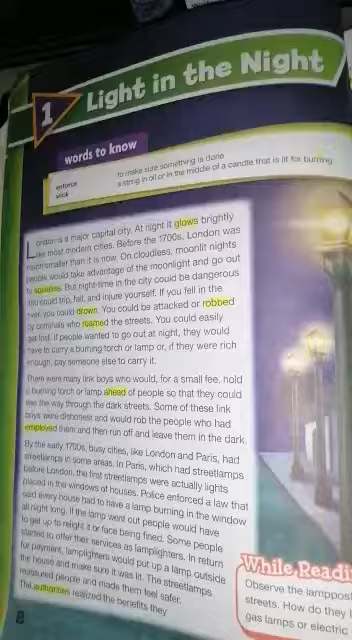 1
Light in the Night
words to know
enforce to make sure something is done
wick a string in oil or in the middle of a candle that is lit for burning
London is a major capital city. At night it glows brightly
like most modern cities. Before the 1700s, London was
much smaller than it is now. On cloudless, moonlit nights
people would take advantage of the moonlight and go out
to socialise. But night-time in the city could be dangerous.
You could trip, fall, and injure yourself. If you fell in the
river, you could drown. You could be attacked or robbed
by criminals who roamed the streets. You could easily
get lost. If people wanted to go out at night, they would
have to carry a burning torch or lamp or, if they were rich
enough, pay someone else to carry it.
There were many link boys who would, for a small fee, hold
a burning torch or lamp ahead of people so that they could
see the way through the dark streets. Some of these link
boys were dishonest and would rob the people who had
employed them and then run off and leave them in the dark.
By the early 1700s, busy cities, like London and Paris, had
streetlamps in some areas. In Paris, which had streetlamps
before London, the first streetlamps were actually lights
placed in the windows of houses. Police enforced a law that
said every house had to have a lamp burning in the window
all night long. If the lamp went out people would have
to get up to relight it or face being fined. Some people
started to offer their services as lamplighters. In return
for payment, lamplighters would put up a lamp outside
the house and make sure it was lit. The streetlamps
reassured people and made them feel safer.
The authorities realized the benefits they
While Readi
Observe the lamppost
streets. How do they
gas lamps or electric
8